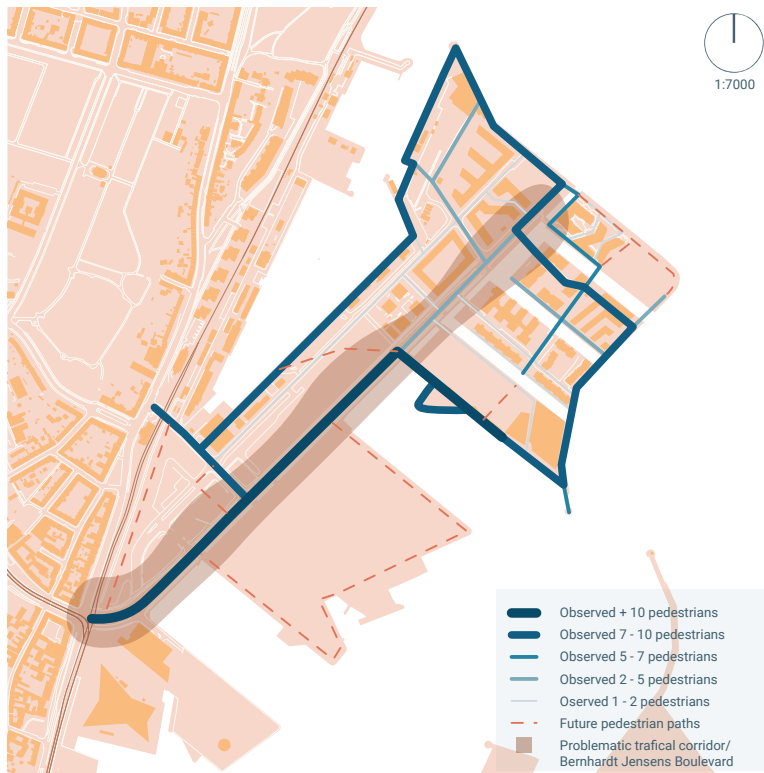 1:7000
Observed + 10 pedestrians
Observed 7 - 10 pedestrians
Observed 5 - 7 pedestrians
Observed 2 - 5 pedestrians
Oserved 1 - 2 pedestrians
Future pedestrian paths
Problematic trafical corridor/
Bernhardt Jensens Boulevard